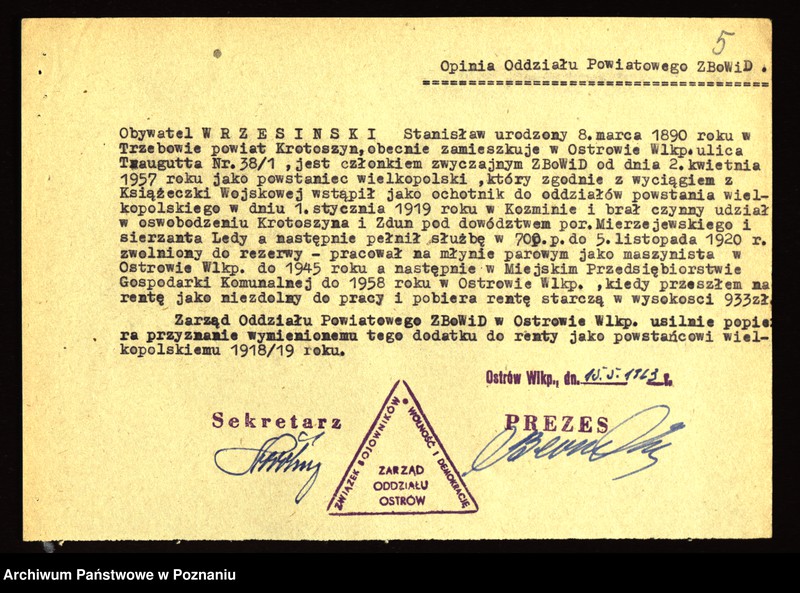 5
Opinia Oddziału Powiatowego ZBoWiD .
Obywatel W R Z E S I N S K I Stanisław urodzony 8.marca 1890 roku w
Trzebowie powiat Krotoszyn,obecnie zamieszkuje w Ostrowie Wlkp.ulica
Traugutta Nr.38/1 ,jest członkiem zwyczajnym ZBoWiD od dnia 2.kwietnia
1957 roku jako powstaniec wielkopolski ,który zgodnie z wyciągiem z
Książeczki Wojskowej wstąpił jako ochotnik do oddziałów powstania wiel-
kopolskiego w dniu 1.stycznia 1919 roku w Kozminie i brał czynny udział
w oswobodzeniu Krotoszyna i Zdun pod dowództwem por.Mierzejewskiego i
sierzanta Ledy a następnie pełnił służbę w 70p.p.do 5.listopada 1920 r.
zwolniony do rezerwy - pracował na młynie parowym jako maszynista w
Ostrowie Wlkp. do 1945 roku a następnie w Miejskim Przedsiębiorstwie
Gospodarki Komunalnej do 1958 roku w Ostrowie Wlkp. ,kiedy przeszłem na
rentę jako niezdolny do pracy i pobiera rentę starczą w wysokosci 933zł.
Zarząd Oddziału Powiatowego ZBoWiD w Ostrowie Wlkp. usilnie popie-
ra przyznanie wymienionemu tego dodatku do renty jako powstańcowi wiel-
kopolskiemu 1918/19 roku.
Ostrów Wlkp., dn. 15.5.1963 r.
Sekretarz
PREZES
ZWIĄZEK BOJOWNIKÓW
WOLNOŚĆ I DEMOKRACJĘ
ZARZĄD
ODDZIAŁU
OSTRÓW
Archiwum Państwowe w Poznaniu